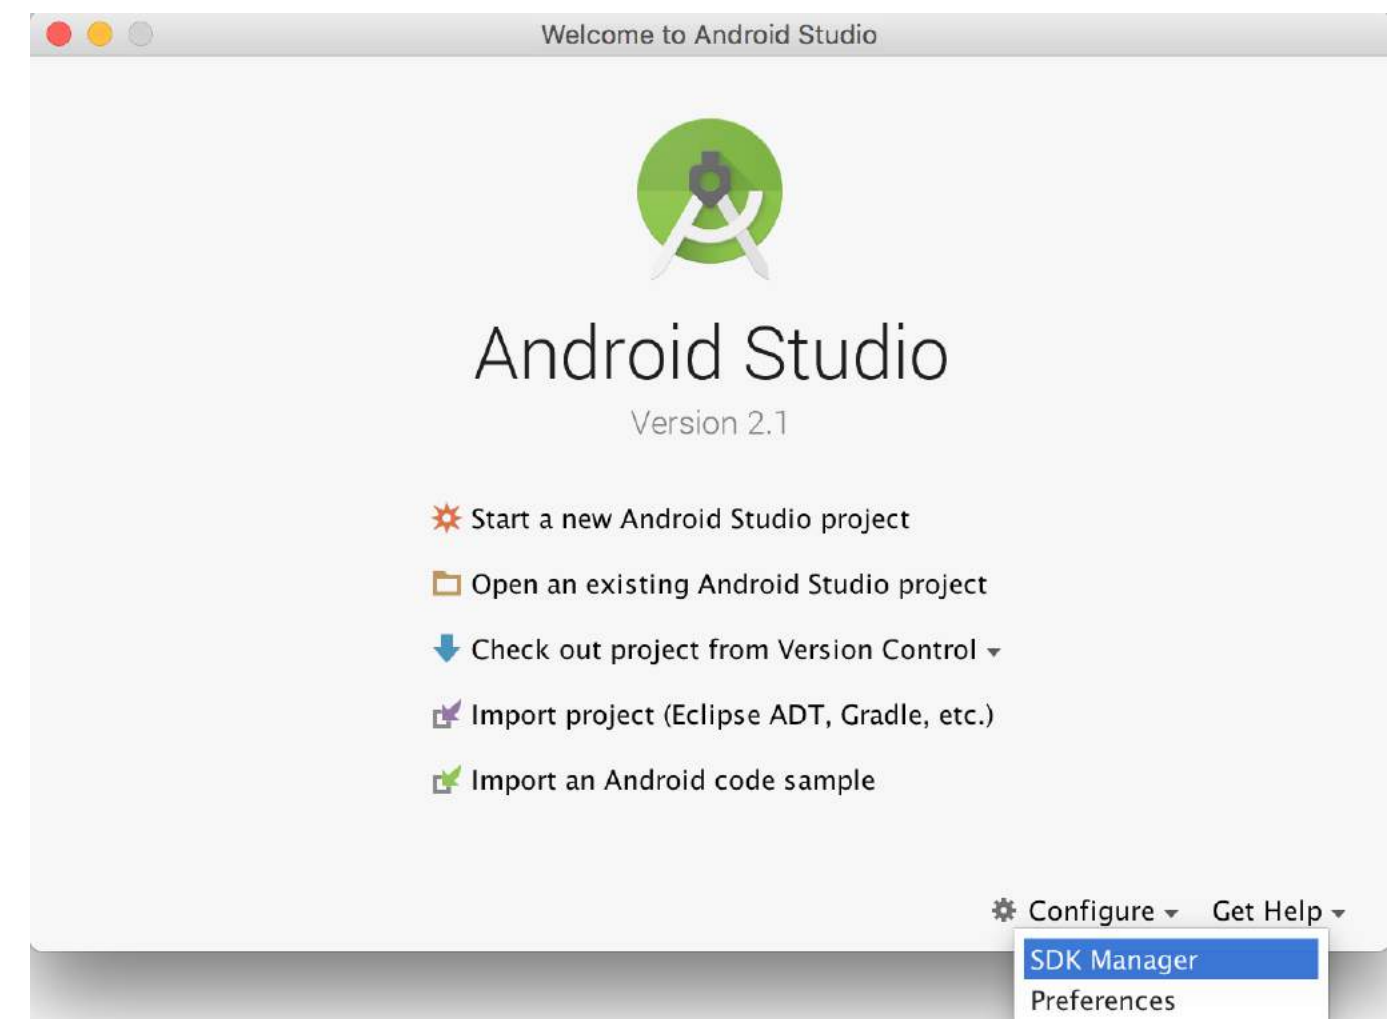 Welcome to Android Studio
Android Studio
Version 2.1
Start a new Android Studio project
Open an existing Android Studio project
Check out project from Version Control
Import project (Eclipse ADT, Gradle, etc.)
Import an Android code sample
Configure Get Help
SDK Manager
Preferences